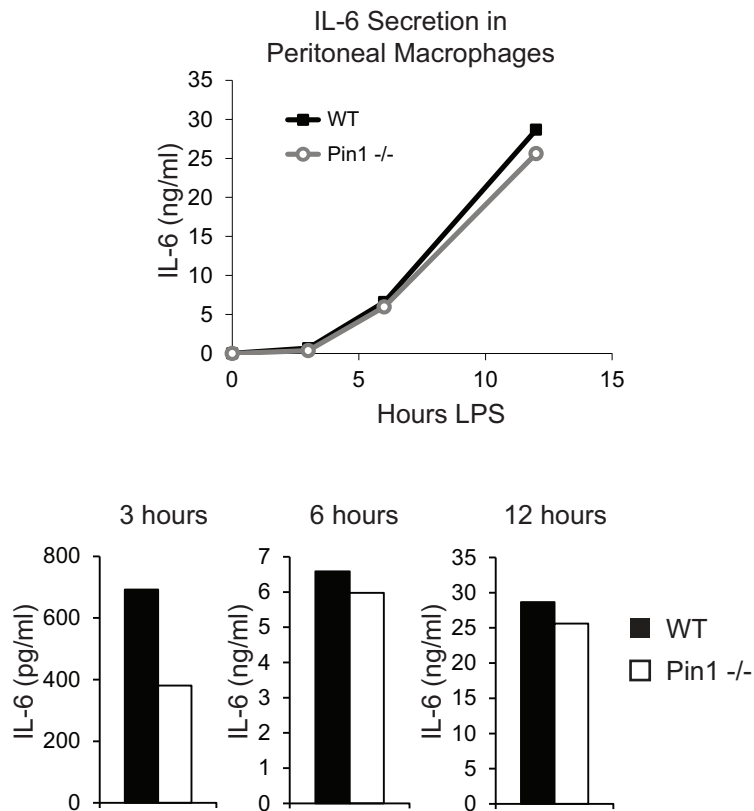 IL-6 Secretion in
Peritoneal Macrophages
IL-6 (ng/ml)
35
30
25
20
15
10
5
0
WT
Pin1 -/-
0
5
10
15
Hours LPS
3 hours
6 hours
12 hours
IL-6 (pg/ml)
800
600
400
200
0
IL-6 (ng/ml)
7
6
5
4
3
2
1
0
IL-6 (ng/ml)
35
30
25
20
15
10
5
0
WT
Pin1 -/-